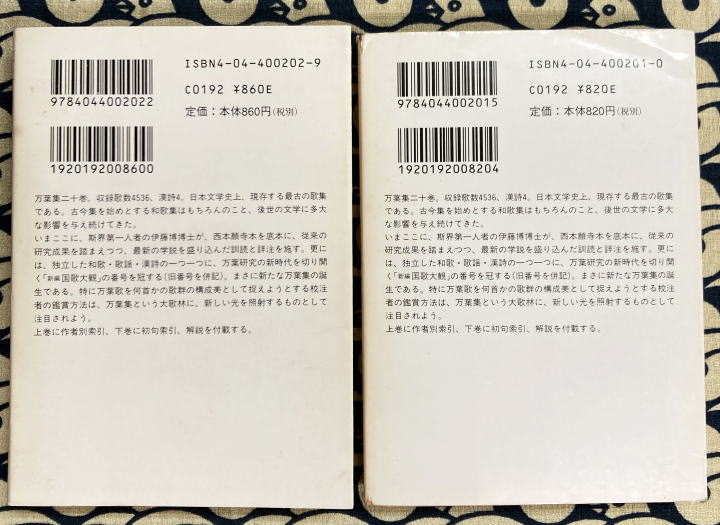 ISBN4-04-400202-9
9784044002022
C0192 ¥860E
定価：本体860円(税別)
1920192008600
万葉集二十巻。収録歌数4536、漢詩4。日本文学史上、現存する最古の歌集
である。古今集を始めとする和歌集はもちろんのこと、後世の文学に多大
な影響を与え続けてきた。
いまここに、斯界第一人者の伊藤博博士が、西本願寺本を底本に、従来の
研究成果を踏まえつつ、最新の学説を盛り込んだ訓読と評注を施す。更に
は、独立した和歌・歌謡・漢詩の一つ一つに、万葉研究の新時代を切り開
く「新編国歌大観」の番号を冠する(旧番号を併記)。まさに新たな万葉集の誕
生である。特に万葉歌を何首かの歌群の構成美として捉えようとする校注
者の鑑賞方法は、万葉集という大歌林に、新しい光を照射するものとして
注目されよう。
上巻に作者別索引、下巻に初句索引、解説を付載する。
ISBN4-04-400201-0
9784044002015
C0192 ¥820E
定価：本体820円(税別)
1920192008204
万葉集二十巻。収録歌数4536、漢詩4。日本文学史上、現存する最古の歌集
である。古今集を始めとする和歌集はもちろんのこと、後世の文学に多大
な影響を与え続けてきた。
いまここに、斯界第一人者の伊藤博博士が、西本願寺本を底本に、従来の
研究成果を踏まえつつ、最新の学説を盛り込んだ訓読と評注を施す。更に
は、独立した和歌・歌謡・漢詩の一つ一つに、万葉研究の新時代を切り開
く「新編国歌大観」の番号を冠する(旧番号を併記)。まさに新たな万葉集の誕
生である。特に万葉歌を何首かの歌群の構成美として捉えようとする校注
者の鑑賞方法は、万葉集という大歌林に、新しい光を照射するものとして
注目されよう。
上巻に作者別索引、下巻に初句索引、解説を付載する。